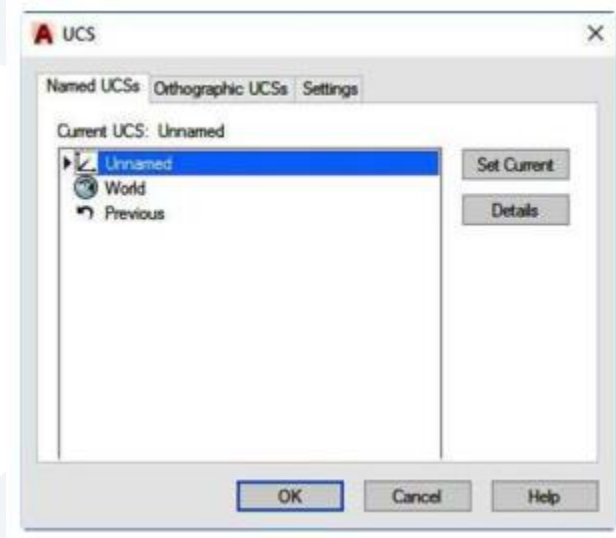 A UCS
Named UCSs Orthographic UCSs Settings
Current UCS: Unnamed
Unnamed
World
Previous
Set Current
Details
OK Cancel Help